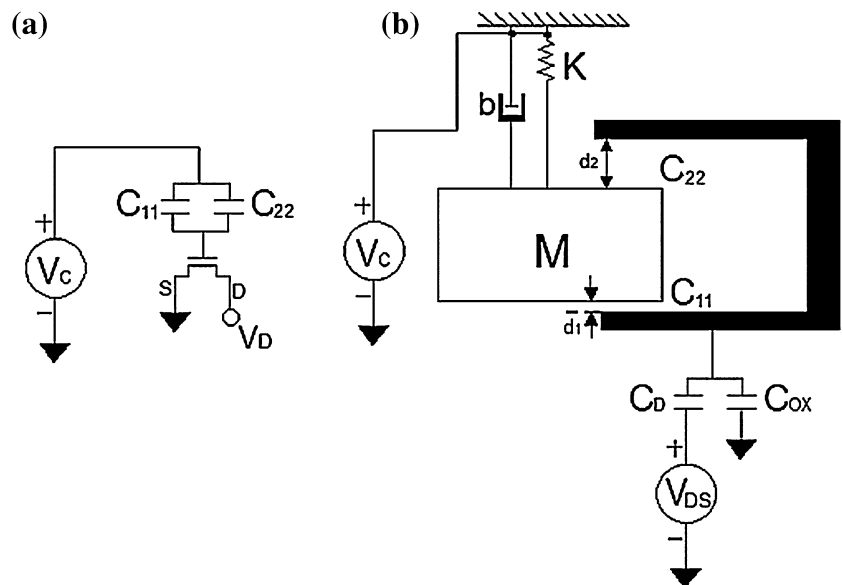 (a)
C11
C22
+
VC
−
S
D
VD
(b)
K
b
d2
C22
+
VC
−
M
C11
d1
CD
COX
+
VDS
−